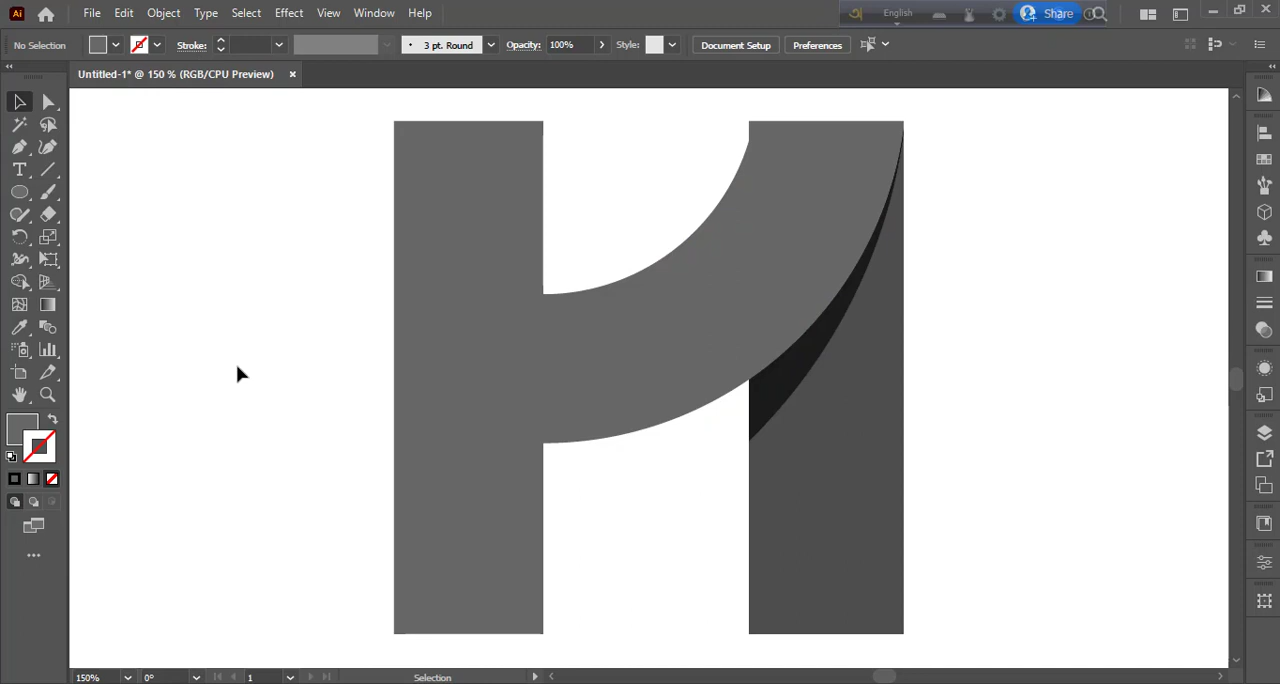 Ai File Edit Object Type Select Effect View Window Help English Share
No Selection Stroke: 3 pt. Round Opacity: 100% Style: Document Setup Preferences
Untitled-1* @ 150 % (RGB/CPU Preview) ×
150% 0° 1 Selection